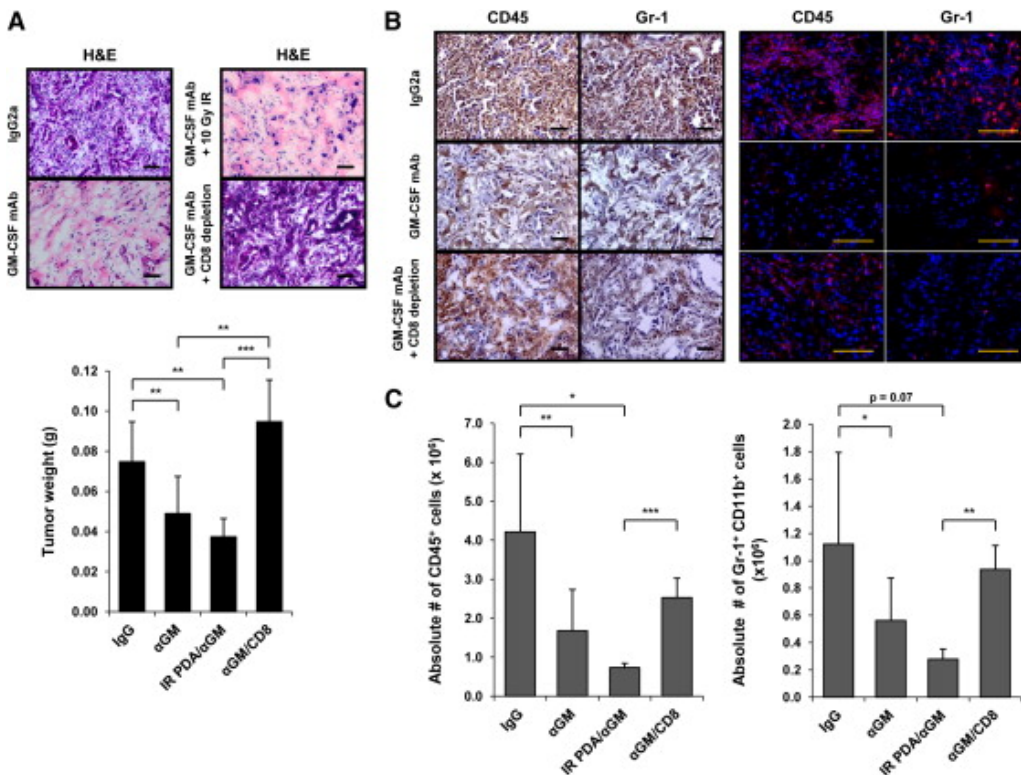 A
H&E
H&E
IgG2a
GM-CSF mAb
+ 10 Gy IR
GM-CSF mAb
GM-CSF mAb
+ CD8 depletion
**
***
**
**
Tumor weight (g)
0.12
0.10
0.08
0.06
0.04
0.02
0.00
IgG
αGM
IR PDA/αGM
αGM/CD8
B
CD45
Gr-1
CD45
Gr-1
IgG2a
GM-CSF mAb
GM-CSF mAb
+ CD8 depletion
C
*
**
***
Absolute # of CD45⁺ cells (x 10⁶)
7.0
6.0
5.0
4.0
3.0
2.0
1.0
0.0
IgG
αGM
IR PDA/αGM
αGM/CD8
p = 0.07
*
**
Absolute # of Gr-1⁺ CD11b⁺ cells
(x10⁶)
2.0
1.8
1.6
1.4
1.2
1.0
0.8
0.6
0.4
0.2
0.0
IgG
αGM
IR PDA/αGM
αGM/CD8